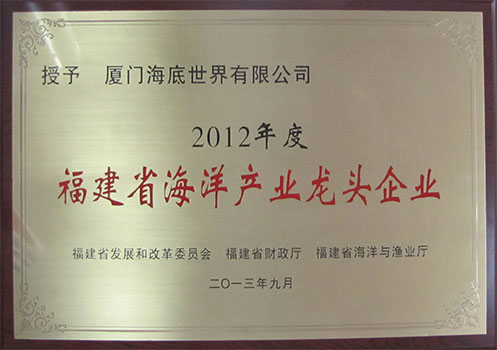 授予 厦门海底世界有限公司
2012年度
福建省海洋产业龙头企业
福建省发展和改革委员会 福建省财政厅 福建省海洋与渔业厅
二〇一三年九月